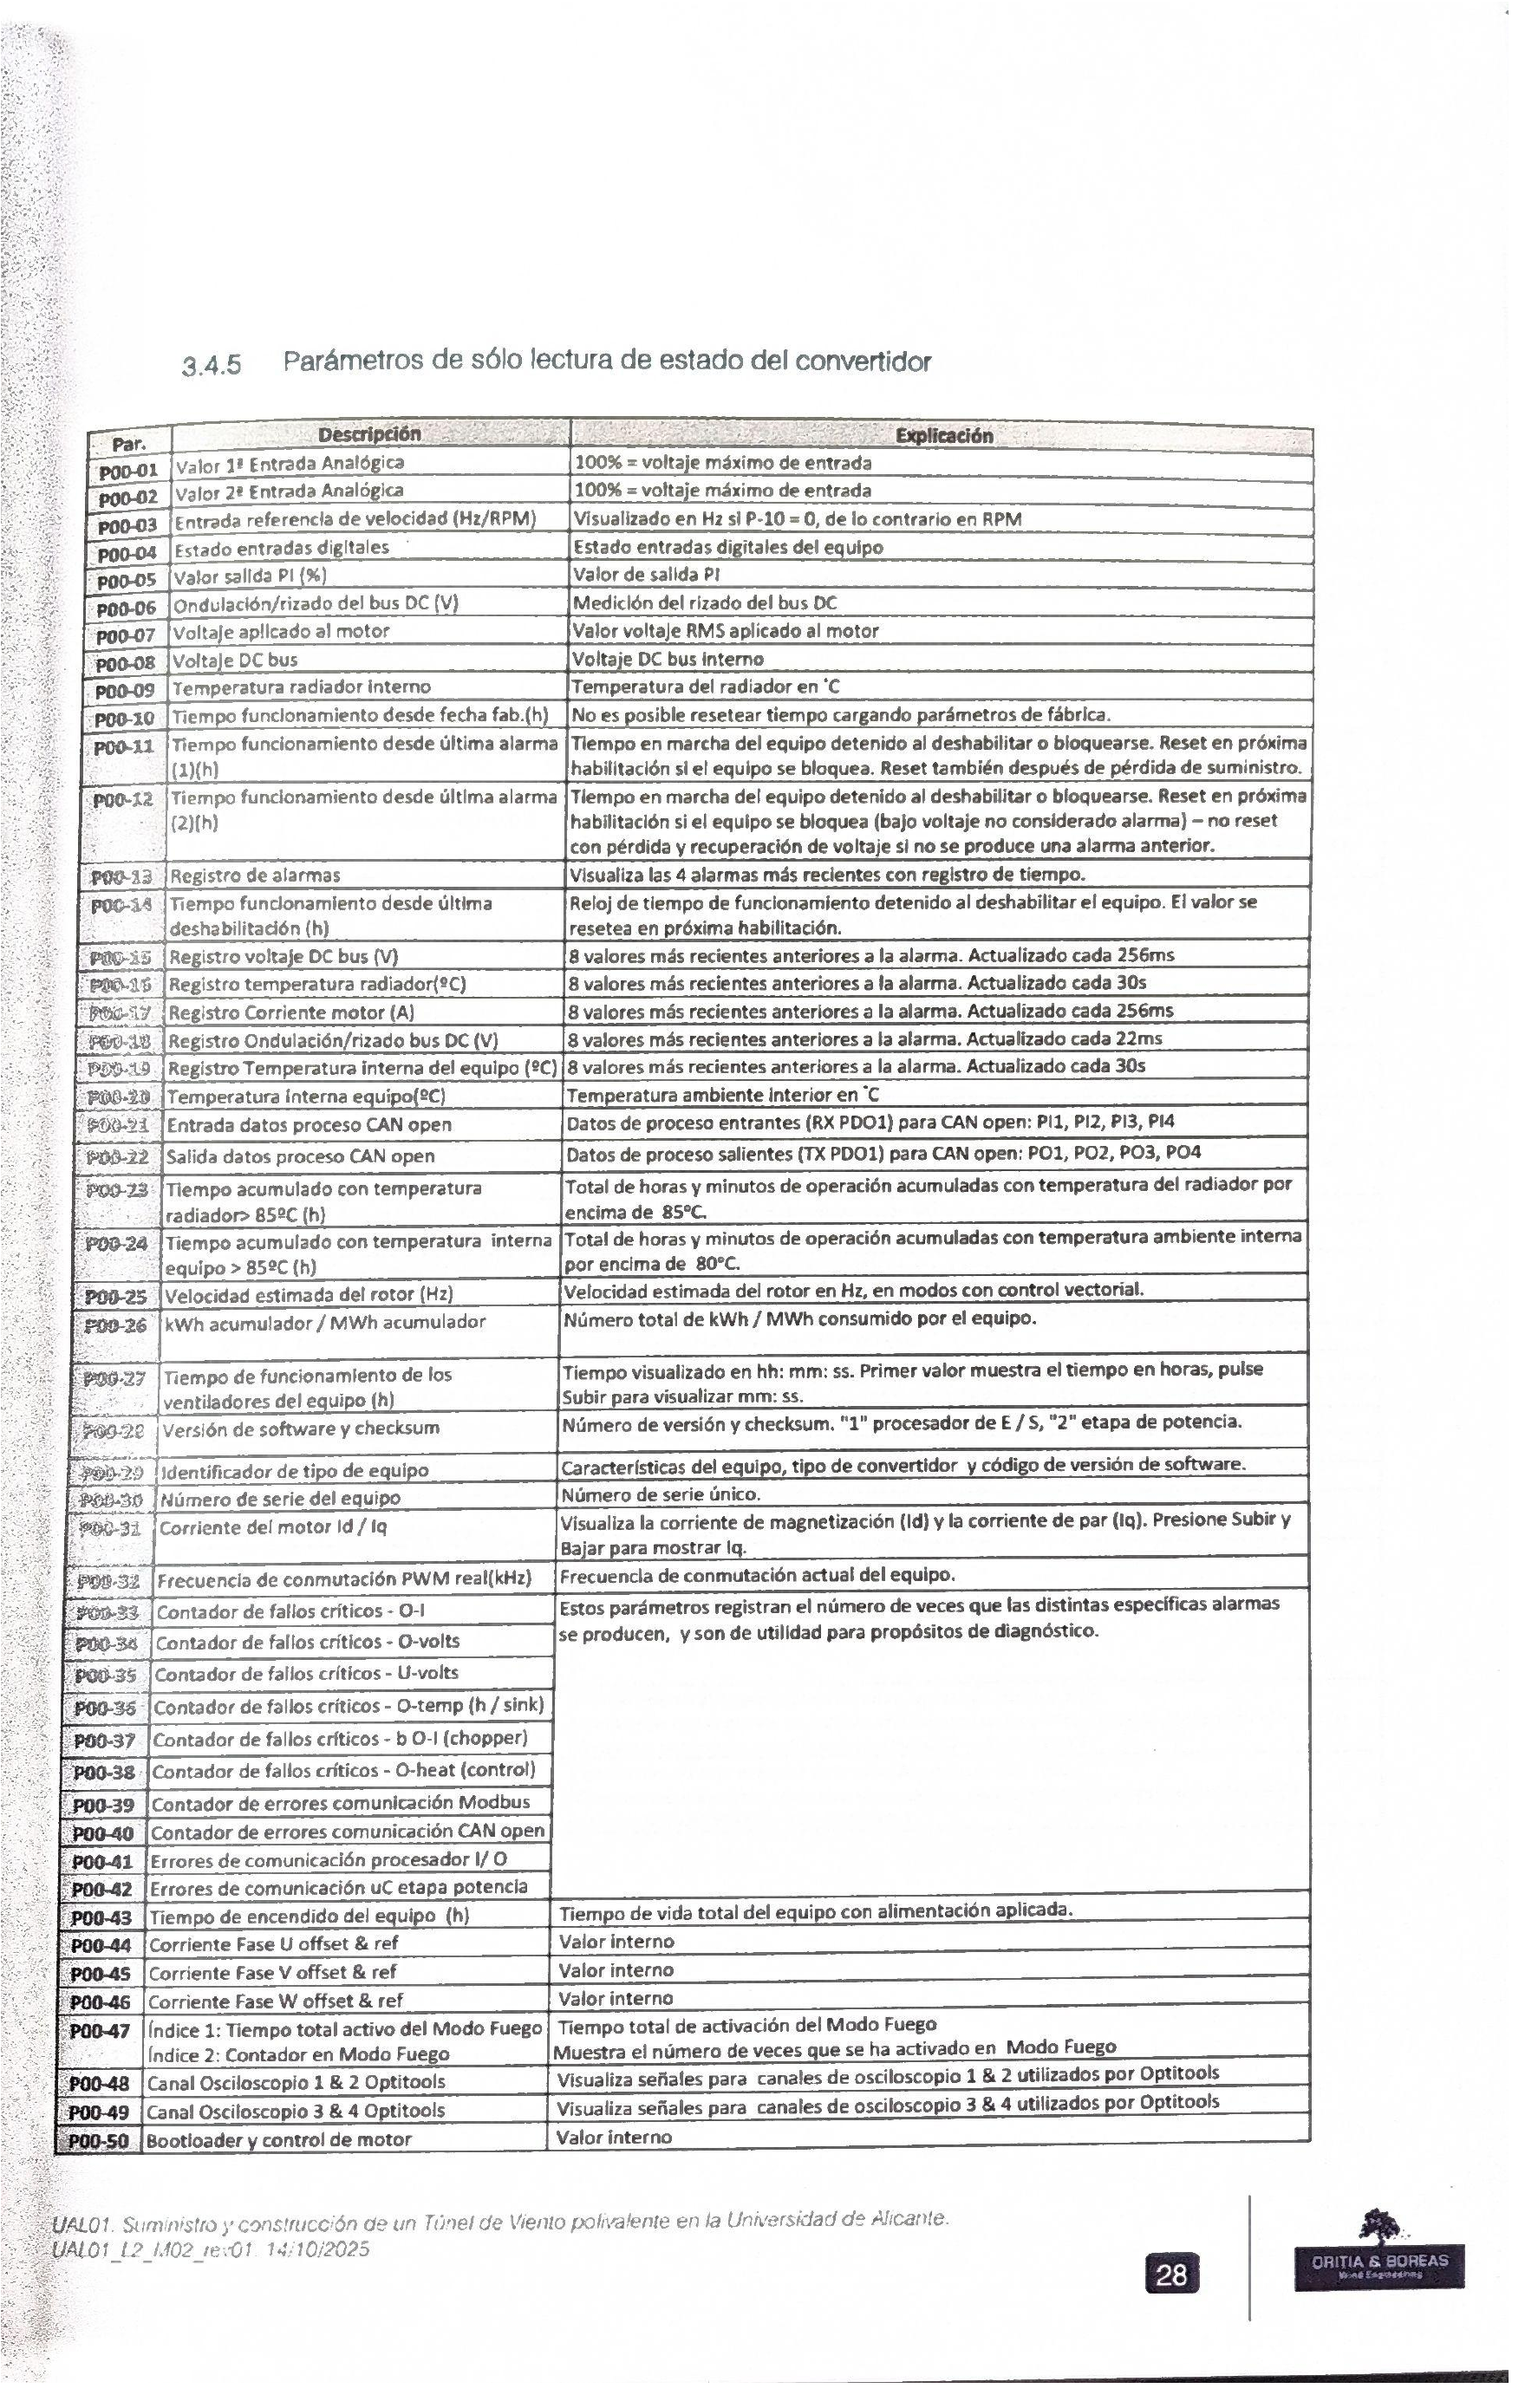 3.4.5 Parámetros de sólo lectura de estado del convertidor
Par. Descripción Explicación
P00-01 Valor 1ª Entrada Analógica 100% = voltaje máximo de entrada
P00-02 Valor 2ª Entrada Analógica 100% = voltaje máximo de entrada
P00-03 Entrada referencia de velocidad (Hz/RPM) Visualizado en Hz si P-10 = 0, de lo contrario en RPM
P00-04 Estado entradas digitales Estado entradas digitales del equipo
P00-05 Valor salida PI (%) Valor de salida PI
P00-06 Ondulación/rizado del bus DC (V) Medición del rizado del bus DC
P00-07 Voltaje aplicado al motor Valor voltaje RMS aplicado al motor
P00-08 Voltaje DC bus Voltaje DC bus interno
P00-09 Temperatura radiador interno Temperatura del radiador en °C
P00-10 Tiempo funcionamiento desde fecha fab.(h) No es posible resetear tiempo cargando parámetros de fábrica.
P00-11 Tiempo funcionamiento desde última alarma Tiempo en marcha del equipo detenido al deshabilitar o bloquearse. Reset en próxima
(1)(h) habilitación si el equipo se bloquea. Reset también después de pérdida de suministro.
P00-12 Tiempo funcionamiento desde última alarma Tiempo en marcha del equipo detenido al deshabilitar o bloquearse. Reset en próxima
(2)(h) habilitación si el equipo se bloquea (bajo voltaje no considerado alarma) – no reset
con pérdida y recuperación de voltaje si no se produce una alarma anterior.
P00-13 Registro de alarmas Visualiza las 4 alarmas más recientes con registro de tiempo.
P00-14 Tiempo funcionamiento desde última Reloj de tiempo de funcionamiento detenido al deshabilitar el equipo. El valor se
deshabilitación (h) resetea en próxima habilitación.
P00-15 Registro voltaje DC bus (V) 8 valores más recientes anteriores a la alarma. Actualizado cada 256ms
P00-16 Registro temperatura radiador(ºC) 8 valores más recientes anteriores a la alarma. Actualizado cada 30s
P00-17 Registro Corriente motor (A) 8 valores más recientes anteriores a la alarma. Actualizado cada 256ms
P00-18 Registro Ondulación/rizado bus DC (V) 8 valores más recientes anteriores a la alarma. Actualizado cada 22ms
P00-19 Registro Temperatura interna del equipo (ºC) 8 valores más recientes anteriores a la alarma. Actualizado cada 30s
P00-20 Temperatura interna equipo(ºC) Temperatura ambiente interior en °C
P00-21 Entrada datos proceso CAN open Datos de proceso entrantes (RX PDO1) para CAN open: PI1, PI2, PI3, PI4
P00-22 Salida datos proceso CAN open Datos de proceso salientes (TX PDO1) para CAN open: PO1, PO2, PO3, PO4
P00-23 Tiempo acumulado con temperatura Total de horas y minutos de operación acumuladas con temperatura del radiador por
radiador> 85ºC (h) encima de 85°C.
P00-24 Tiempo acumulado con temperatura interna Total de horas y minutos de operación acumuladas con temperatura ambiente interna
equipo > 85ºC (h) por encima de 80°C.
P00-25 Velocidad estimada del rotor (Hz) Velocidad estimada del rotor en Hz, en modos con control vectorial.
P00-26 kWh acumulador / MWh acumulador Número total de kWh / MWh consumido por el equipo.
P00-27 Tiempo de funcionamiento de los Tiempo visualizado en hh: mm: ss. Primer valor muestra el tiempo en horas, pulse
ventiladores del equipo (h) Subir para visualizar mm: ss.
P00-28 Versión de software y checksum Número de versión y checksum. "1" procesador de E / S, "2" etapa de potencia.
P00-29 Identificador de tipo de equipo Características del equipo, tipo de convertidor y código de versión de software.
P00-30 Número de serie del equipo Número de serie único.
P00-31 Corriente del motor Id / Iq Visualiza la corriente de magnetización (Id) y la corriente de par (Iq). Presione Subir y
Bajar para mostrar Iq.
P00-32 Frecuencia de conmutación PWM real(kHz) Frecuencia de conmutación actual del equipo.
P00-33 Contador de fallos críticos - O-I Estos parámetros registran el número de veces que las distintas específicas alarmas
P00-34 Contador de fallos críticos - O-volts se producen, y son de utilidad para propósitos de diagnóstico.
P00-35 Contador de fallos críticos - U-volts
P00-36 Contador de fallos críticos - O-temp (h / sink)
P00-37 Contador de fallos críticos - b O-I (chopper)
P00-38 Contador de fallos críticos - O-heat (control)
P00-39 Contador de errores comunicación Modbus
P00-40 Contador de errores comunicación CAN open
P00-41 Errores de comunicación procesador I/ O
P00-42 Errores de comunicación uC etapa potencia
P00-43 Tiempo de encendido del equipo (h) Tiempo de vida total del equipo con alimentación aplicada.
P00-44 Corriente Fase U offset & ref Valor interno
P00-45 Corriente Fase V offset & ref Valor interno
P00-46 Corriente Fase W offset & ref Valor interno
P00-47 Índice 1: Tiempo total activo del Modo Fuego Tiempo total de activación del Modo Fuego
Índice 2: Contador en Modo Fuego Muestra el número de veces que se ha activado en Modo Fuego
P00-48 Canal Osciloscopio 1 & 2 Optitools Visualiza señales para canales de osciloscopio 1 & 2 utilizados por Optitools
P00-49 Canal Osciloscopio 3 & 4 Optitools Visualiza señales para canales de osciloscopio 3 & 4 utilizados por Optitools
P00-50 Bootloader y control de motor Valor interno
UAL01. Suministro y construcción de un Túnel de Viento polivalente en la Universidad de Alicante.
UAL01_L2_M02_rev01. 14/10/2025
28
ORITIA & BOREAS
Wind Engineering